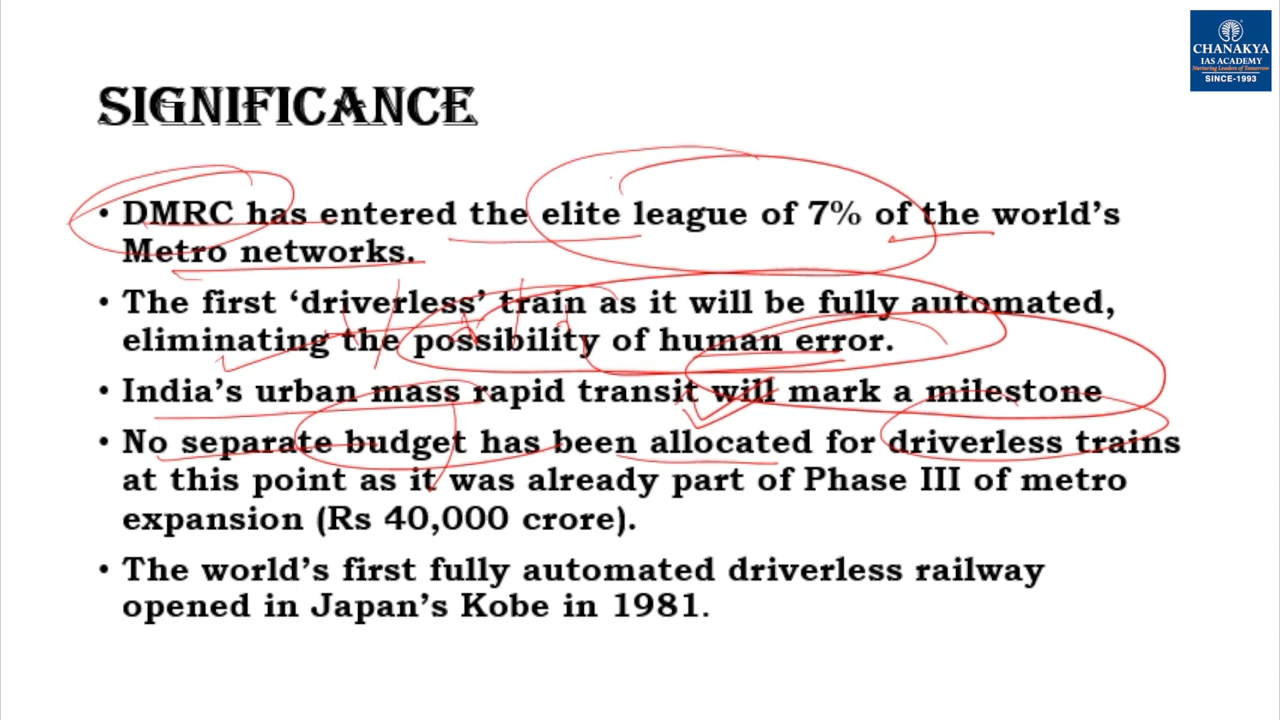 CHANAKYA
IAS ACADEMY
Nurturing Leaders of Tomorrow
SINCE-1993
SIGNIFICANCE
• DMRC has entered the elite league of 7% of the world’s
Metro networks.
• The first ‘driverless’ train as it will be fully automated,
eliminating the possibility of human error.
• India’s urban mass rapid transit will mark a milestone
• No separate budget has been allocated for driverless trains
at this point as it was already part of Phase III of metro
expansion (Rs 40,000 crore).
• The world’s first fully automated driverless railway
opened in Japan’s Kobe in 1981.